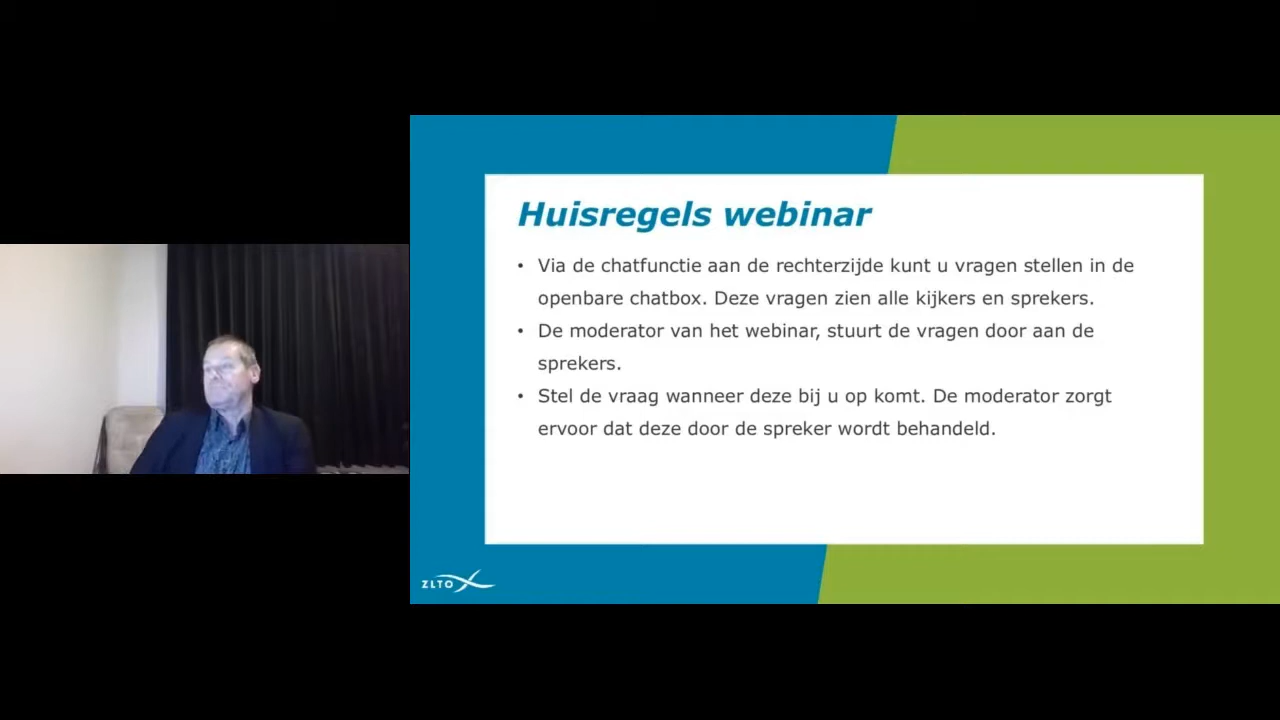 Huisregels webinar
• Via de chatfunctie aan de rechterzijde kunt u vragen stellen in de
openbare chatbox. Deze vragen zien alle kijkers en sprekers.
• De moderator van het webinar, stuurt de vragen door aan de
sprekers.
• Stel de vraag wanneer deze bij u op komt. De moderator zorgt
ervoor dat deze door de spreker wordt behandeld.
ZLTO